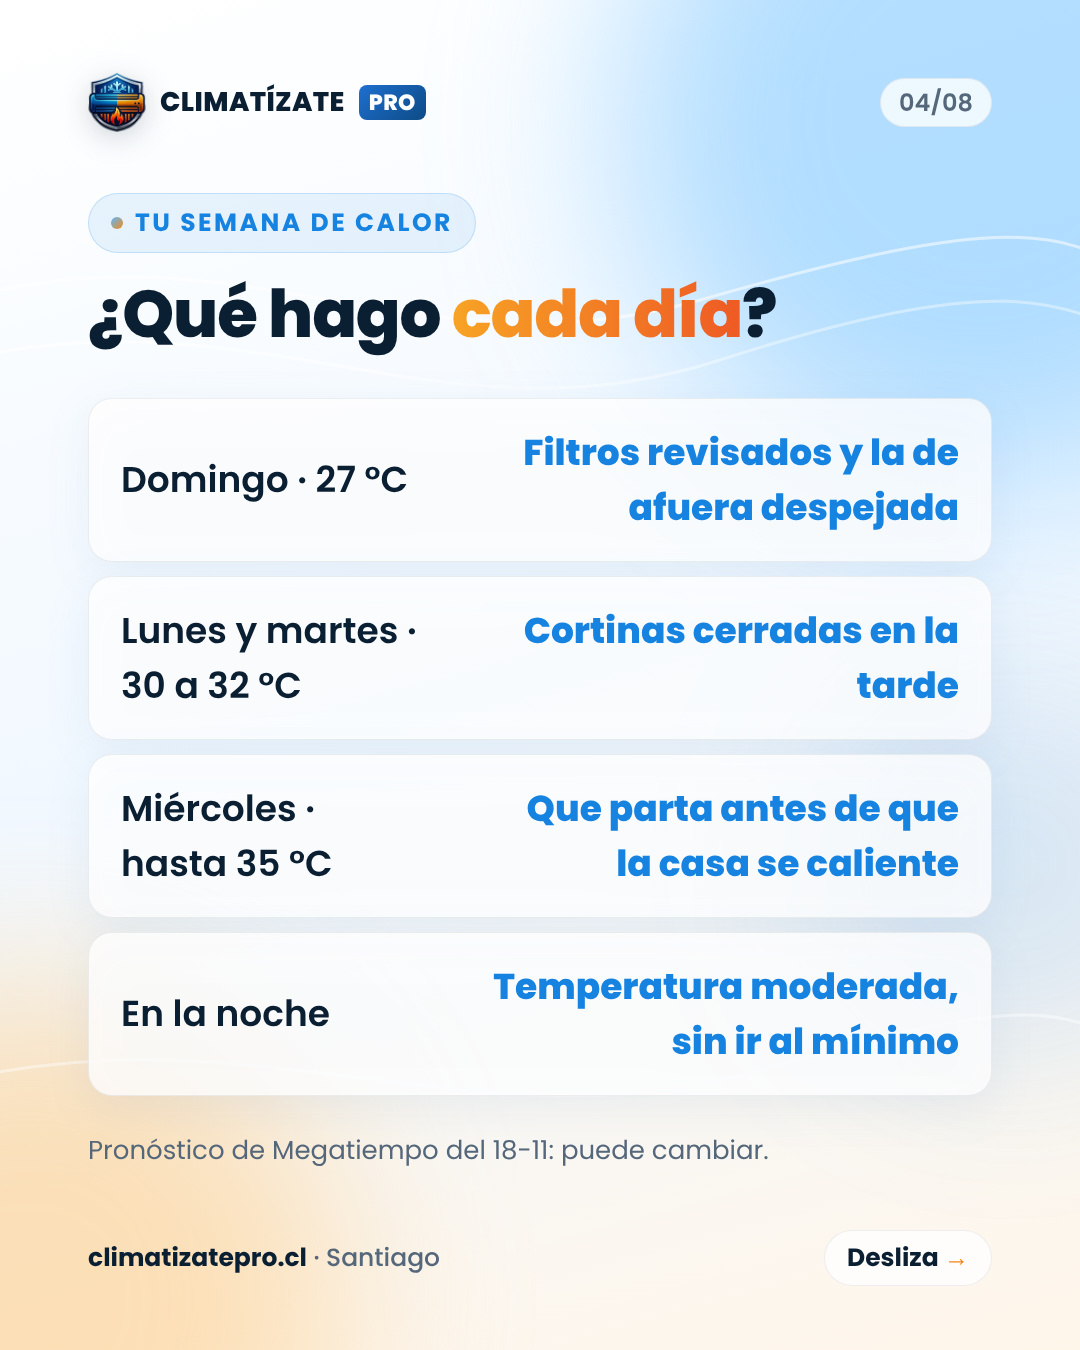 CLIMATÍZATE PRO
04/08
TU SEMANA DE CALOR
¿Qué hago cada día?
Domingo · 27 °C
Filtros revisados y la de
afuera despejada
Lunes y martes ·
30 a 32 °C
Cortinas cerradas en la
tarde
Miércoles ·
hasta 35 °C
Que parta antes de que
la casa se caliente
En la noche
Temperatura moderada,
sin ir al mínimo
Pronóstico de Megatiempo del 18-11: puede cambiar.
climatizatepro.cl · Santiago
Desliza →